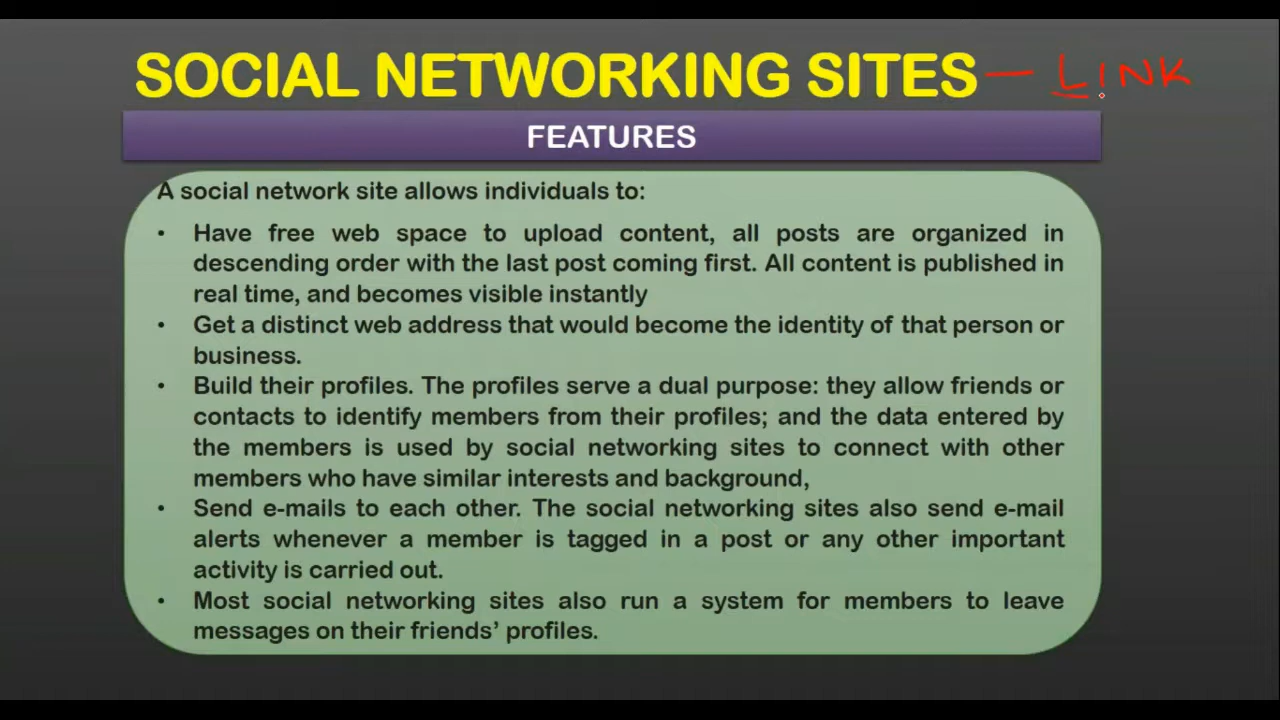 SOCIAL NETWORKING SITES — LINK
FEATURES
A social network site allows individuals to:
• Have free web space to upload content, all posts are organized in
descending order with the last post coming first. All content is published in
real time, and becomes visible instantly
• Get a distinct web address that would become the identity of that person or
business.
• Build their profiles. The profiles serve a dual purpose: they allow friends or
contacts to identify members from their profiles; and the data entered by
the members is used by social networking sites to connect with other
members who have similar interests and background,
• Send e-mails to each other. The social networking sites also send e-mail
alerts whenever a member is tagged in a post or any other important
activity is carried out.
• Most social networking sites also run a system for members to leave
messages on their friends’ profiles.